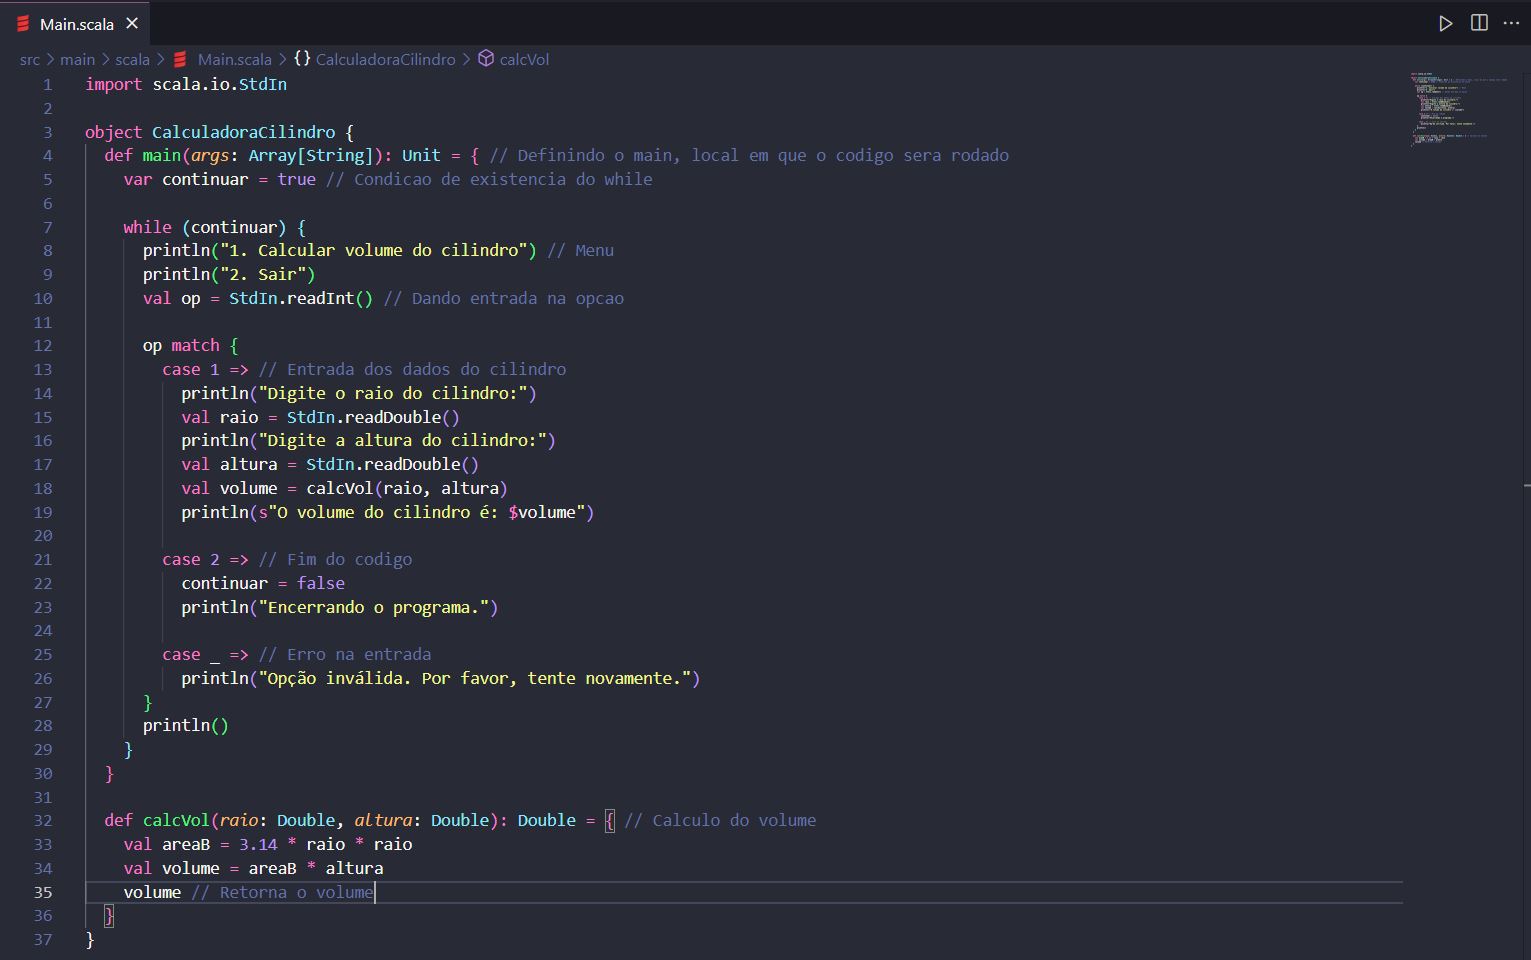 Main.scala
src > main > scala > Main.scala > {} CalculadoraCilindro > calcVol
1 import scala.io.StdIn
2
3 object CalculadoraCilindro {
4   def main(args: Array[String]): Unit = { // Definindo o main, local em que o codigo sera rodado
5     var continuar = true // Condicao de existencia do while
6
7     while (continuar) {
8       println("1. Calcular volume do cilindro") // Menu
9       println("2. Sair")
10       val op = StdIn.readInt() // Dando entrada na opcao
11
12       op match {
13         case 1 => // Entrada dos dados do cilindro
14           println("Digite o raio do cilindro:")
15           val raio = StdIn.readDouble()
16           println("Digite a altura do cilindro:")
17           val altura = StdIn.readDouble()
18           val volume = calcVol(raio, altura)
19           println(s"O volume do cilindro é: $volume")
20
21         case 2 => // Fim do codigo
22           continuar = false
23           println("Encerrando o programa.")
24
25         case _ => // Erro na entrada
26           println("Opção inválida. Por favor, tente novamente.")
27       }
28       println()
29     }
30   }
31
32   def calcVol(raio: Double, altura: Double): Double = { // Calculo do volume
33     val areaB = 3.14 * raio * raio
34     val volume = areaB * altura
35     volume // Retorna o volume
36   }
37 }